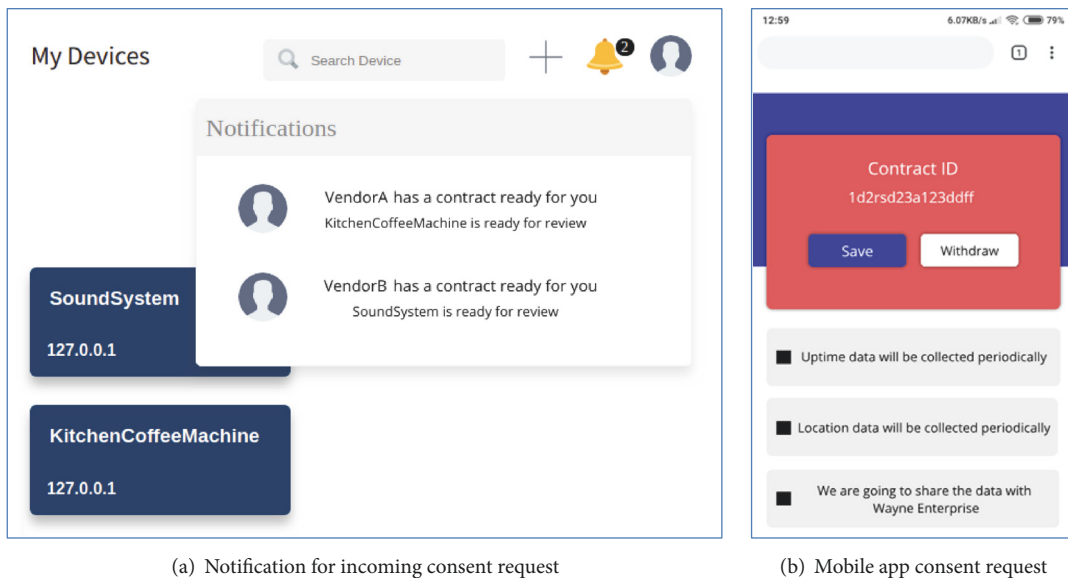 My Devices
Search Device
2
Notifications
VendorA has a contract ready for you
KitchenCoffeeMachine is ready for review
VendorB has a contract ready for you
SoundSystem is ready for review
SoundSystem
127.0.0.1
KitchenCoffeeMachine
127.0.0.1
(a) Notification for incoming consent request
12:59 6.07KB/s 79%
1
Contract ID
1d2rsd23a123ddff
Save Withdraw
Uptime data will be collected periodically
Location data will be collected periodically
We are going to share the data with
Wayne Enterprise
(b) Mobile app consent request